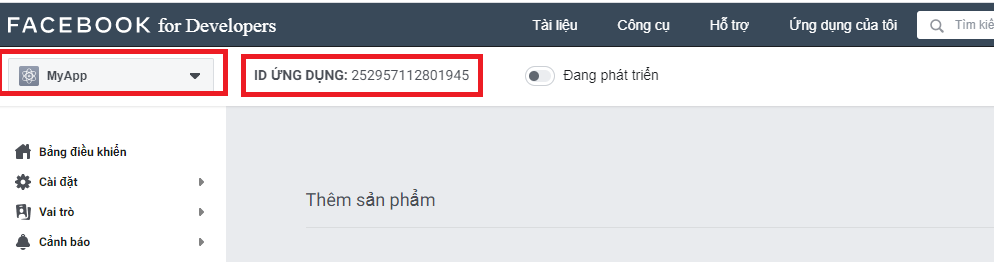 FACEBOOK for Developers
Tài liệu
Công cụ
Hỗ trợ
Ứng dụng của tôi
Tìm kiế
MyApp
ID ỨNG DỤNG: 252957112801945
Đang phát triển
Bảng điều khiển
Cài đặt
Vai trò
Cảnh báo
Thêm sản phẩm